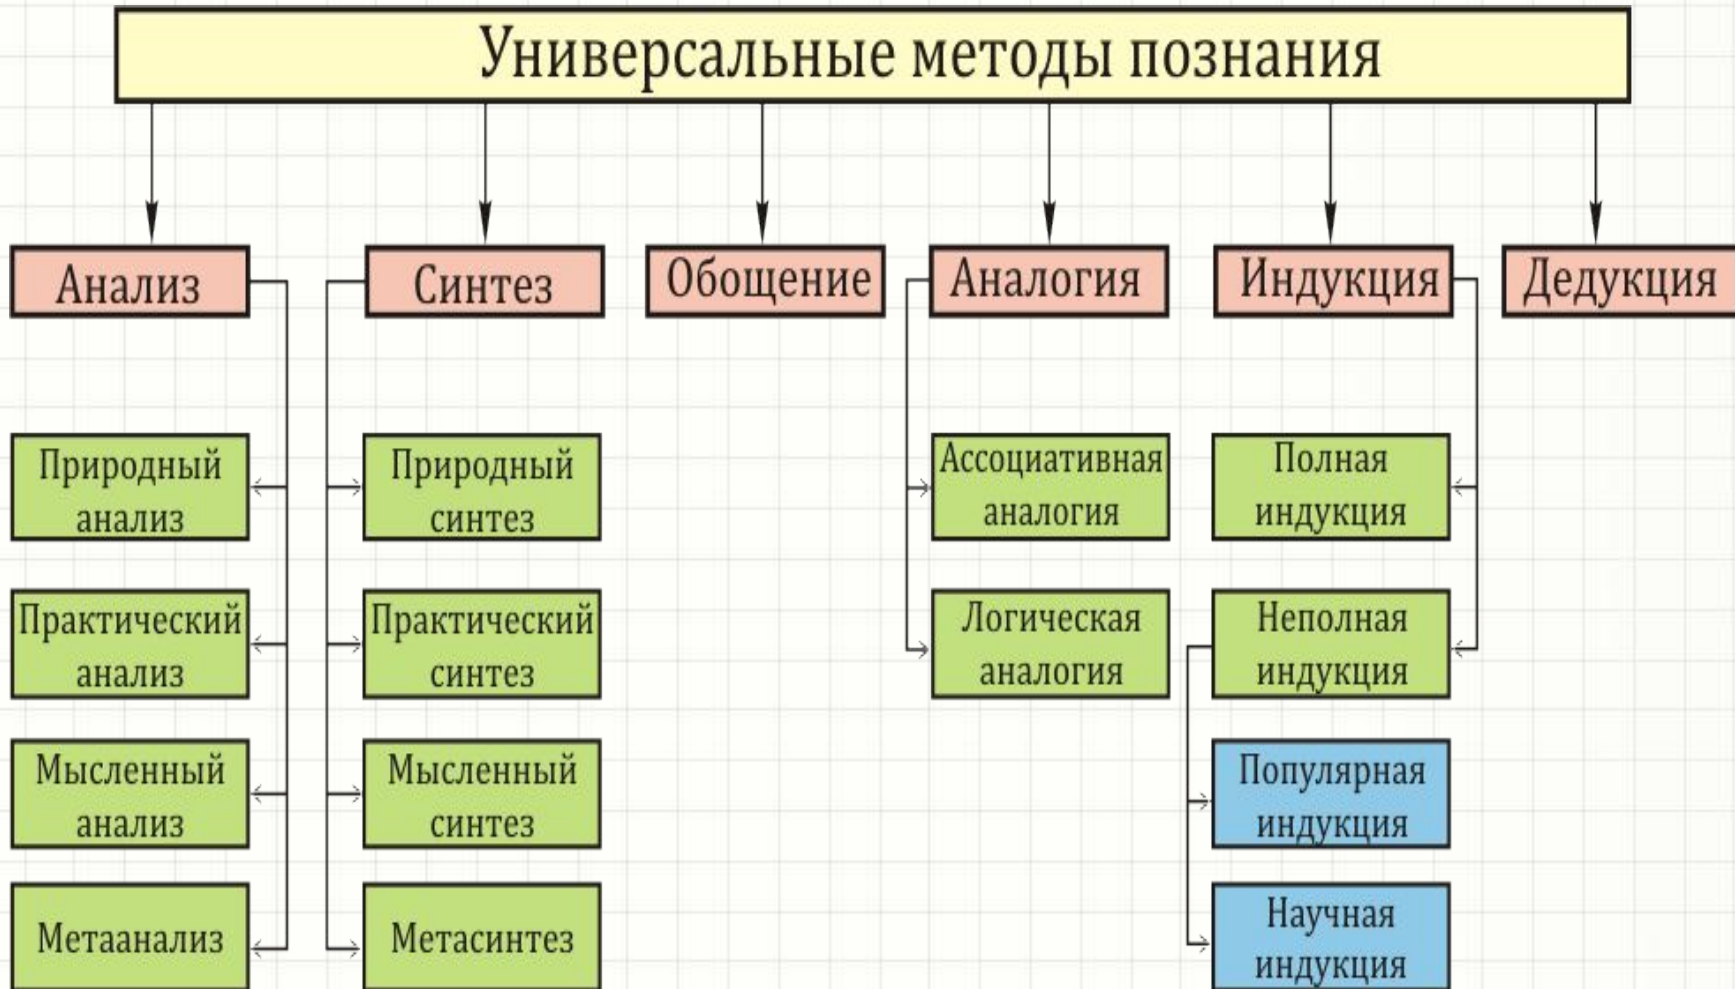 Универсальные методы познания
Анализ
Синтез
Обощение
Аналогия
Индукция
Дедукция
Природный
анализ
Природный
синтез
Ассоциативная
аналогия
Полная
индукция
Практический
анализ
Практический
синтез
Логическая
аналогия
Неполная
индукция
Мысленный
анализ
Мысленный
синтез
Популярная
индукция
Метаанализ
Метасинтез
Научная
индукция